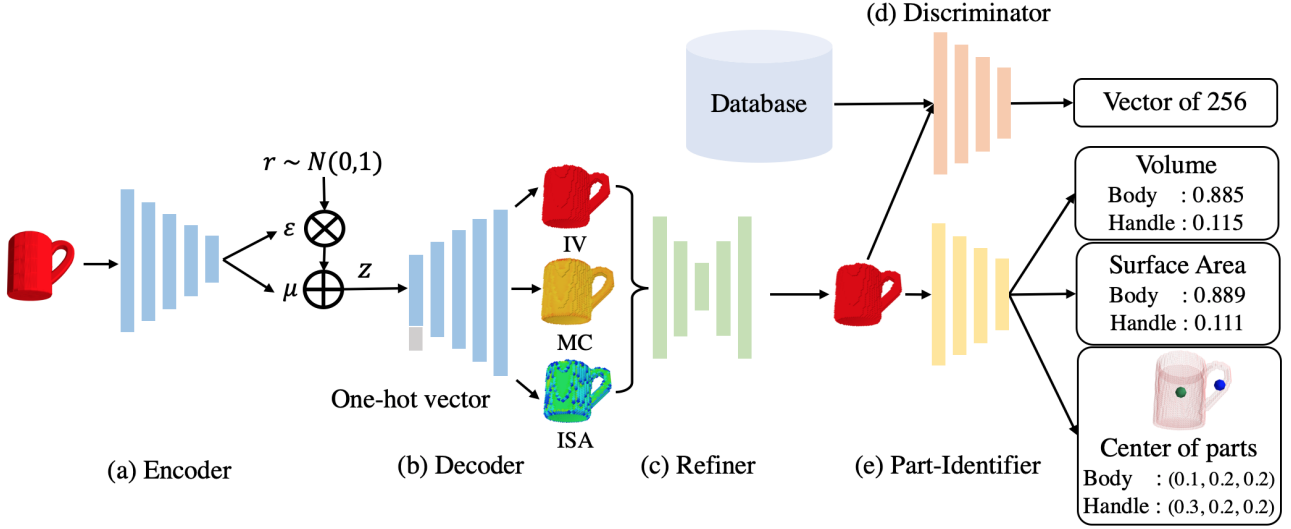 (d) Discriminator
Database
Vector of 256
r ~ N(0,1)
ε
μ
z
IV
MC
ISA
One-hot vector
Volume
Body : 0.885
Handle : 0.115
Surface Area
Body : 0.889
Handle : 0.111
Center of parts
Body : (0.1, 0.2, 0.2)
Handle : (0.3, 0.2, 0.2)
(a) Encoder
(b) Decoder
(c) Refiner
(e) Part-Identifier